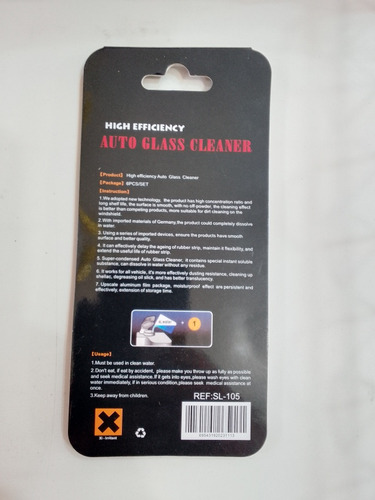 HIGH EFFICIENCY
AUTO GLASS CLEANER
【Product】 High efficiency Auto Glass Cleaner
【Package】 6PCS/SET
【Instruction】
1.We adopted new technology, the product has high concentration ratio and
long shelf life, the surface is smooth, with no off-powder, the cleaning effect
is better than competing products, more suitable for dirt cleaning on the
windshield.
2.With imported materials of Germany,the product could completely dissolve
in water.
3. Using a series of imported devices, ensure the products have smooth
surface and better quality.
4. It can effectively delay the ageing of rubber strip, maintain it flexibility, and
extend the useful life of rubber strip.
5. Super-condensed Auto Glass Cleaner, it contains special instant soluble
substance, can dissolve in water without any residue.
6. It works for all vehicle, it's more effectively dusting resistance, cleaning up
shellac, degreasing oil slick, and has better translucency.
7. Upscale aluminum film package, moistureproof effect are persistent and
effectively, extension of storage time.
1
【Usage】
1.Must be used in clean water.
2.Don't eat, if eat by accident, please make you throw up as fully as possible
and seek medical assistance. If it gets into eyes,please wash eyes with clean
water immediately, if in serious condition,please seek medical assistance at
once.
3.Keep away from children.
REF:SL-105
Xi- irritant